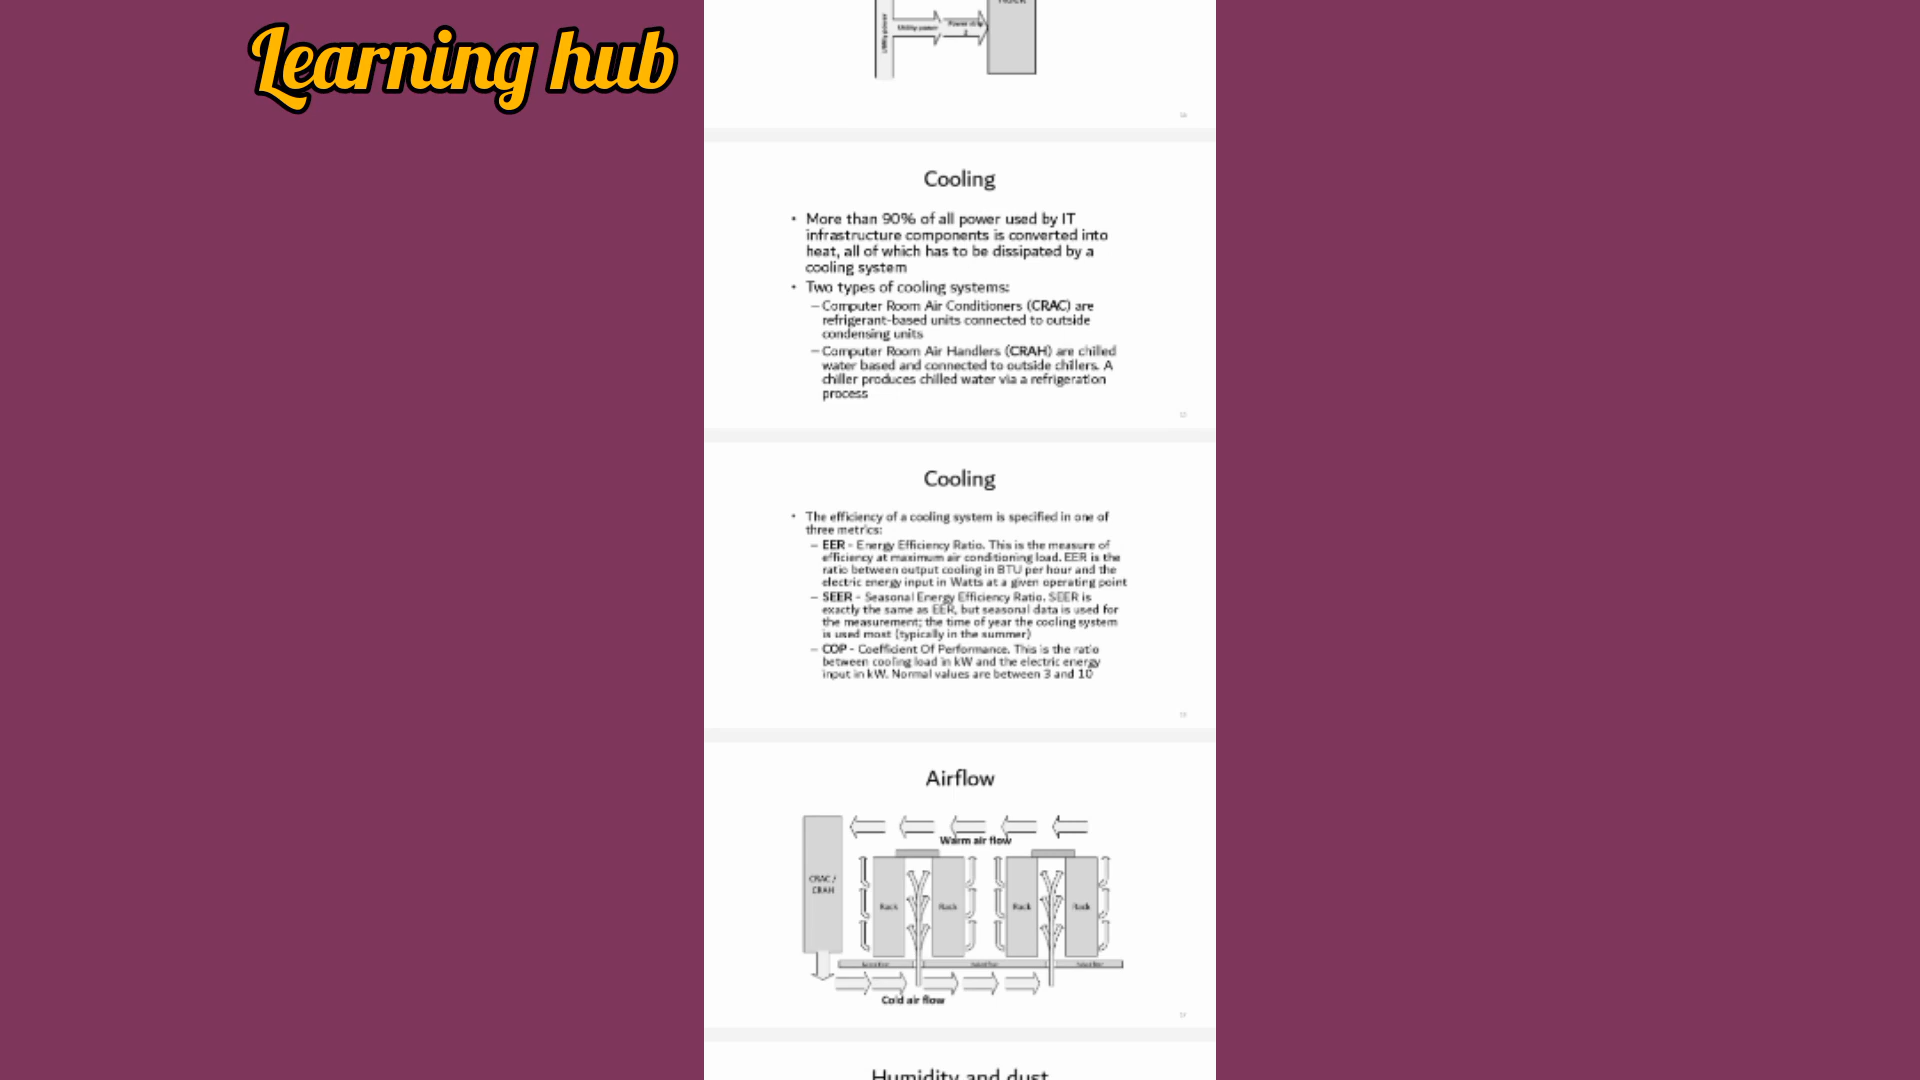 Learning hub
Utility power
Utility power
Cooling
• More than 90% of all power used by IT
infrastructure components is converted into
heat, all of which has to be dissipated by a
cooling system
• Two types of cooling systems:
– Computer Room Air Conditioners (CRAC) are
refrigerant-based units connected to outside
condensing units
– Computer Room Air Handlers (CRAH) are chilled
water based and connected to outside chillers. A
chiller produces chilled water via a refrigeration
process
Cooling
• The efficiency of a cooling system is specified in one of
three metrics:
– EER - Energy Efficiency Ratio. This is the measure of
efficiency at maximum air conditioning load. EER is the
ratio between output cooling in BTU per hour and the
electric energy input in Watts at a given operating point
– SEER - Seasonal Energy Efficiency Ratio. SEER is
exactly the same as EER, but seasonal data is used for
the measurement; the time of year the cooling system
is used most (typically in the summer)
– COP - Coefficient Of Performance. This is the ratio
between cooling load in kW and the electric energy
input in kW. Normal values are between 3 and 10
Airflow
Warm air flow
CRAC /
CRAH
Rack
Rack
Rack
Rack
Cold air flow
Humidity and dust